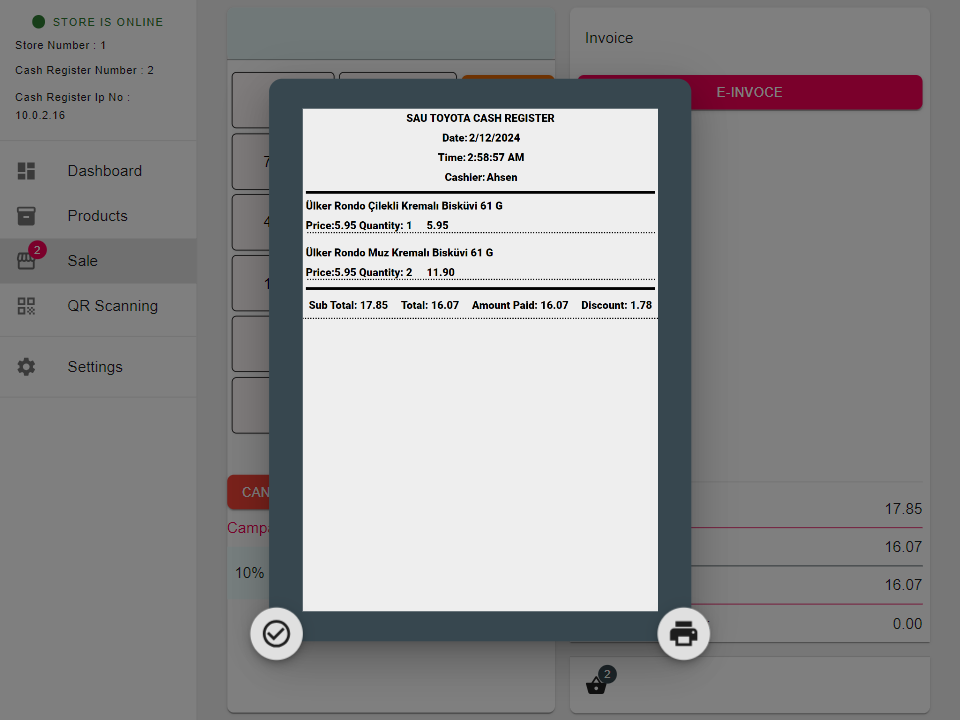 STORE IS ONLINE
Store Number : 1
Cash Register Number : 2
Cash Register Ip No :
10.0.2.16
Dashboard
Products
2
Sale
QR Scanning
Settings
7
4
1
CAN
Campa
10%
SAU TOYOTA CASH REGISTER
Date: 2/12/2024
Time: 2:58:57 AM
Cashier: Ahsen
Ülker Rondo Çilekli Kremalı Bisküvi 61 G
Price:5.95 Quantity: 1 5.95
Ülker Rondo Muz Kremalı Bisküvi 61 G
Price:5.95 Quantity: 2 11.90
Sub Total: 17.85 Total: 16.07 Amount Paid: 16.07 Discount: 1.78
Invoice
E-INVOCE
17.85
16.07
16.07
0.00
2